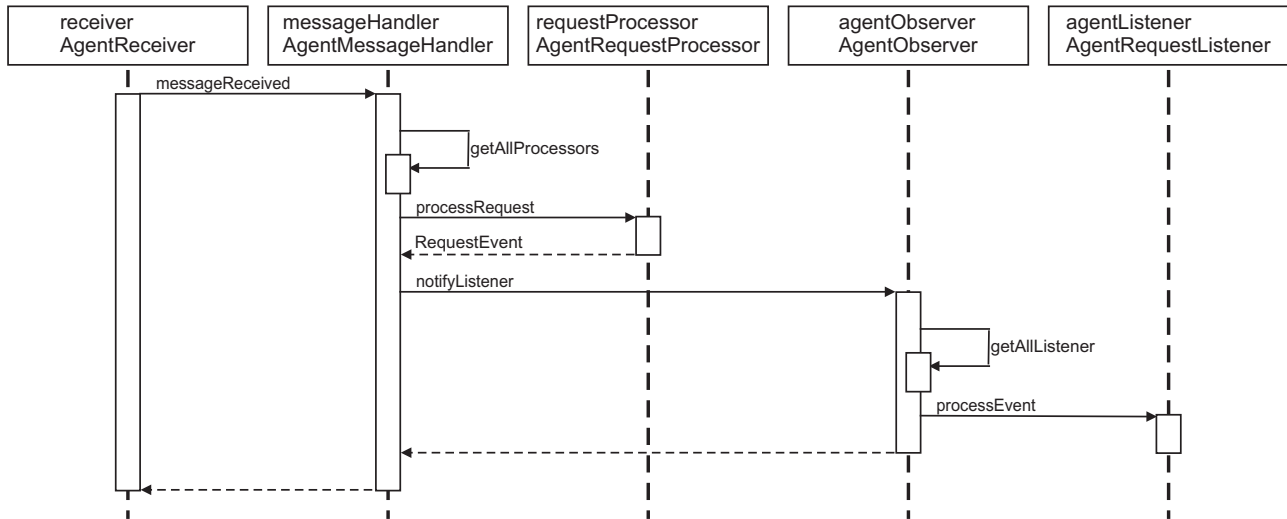 receiver
AgentReceiver
messageHandler
AgentMessageHandler
requestProcessor
AgentRequestProcessor
agentObserver
AgentObserver
agentListener
AgentRequestListener
messageReceived
getAllProcessors
processRequest
RequestEvent
notifyListener
getAllListener
processEvent